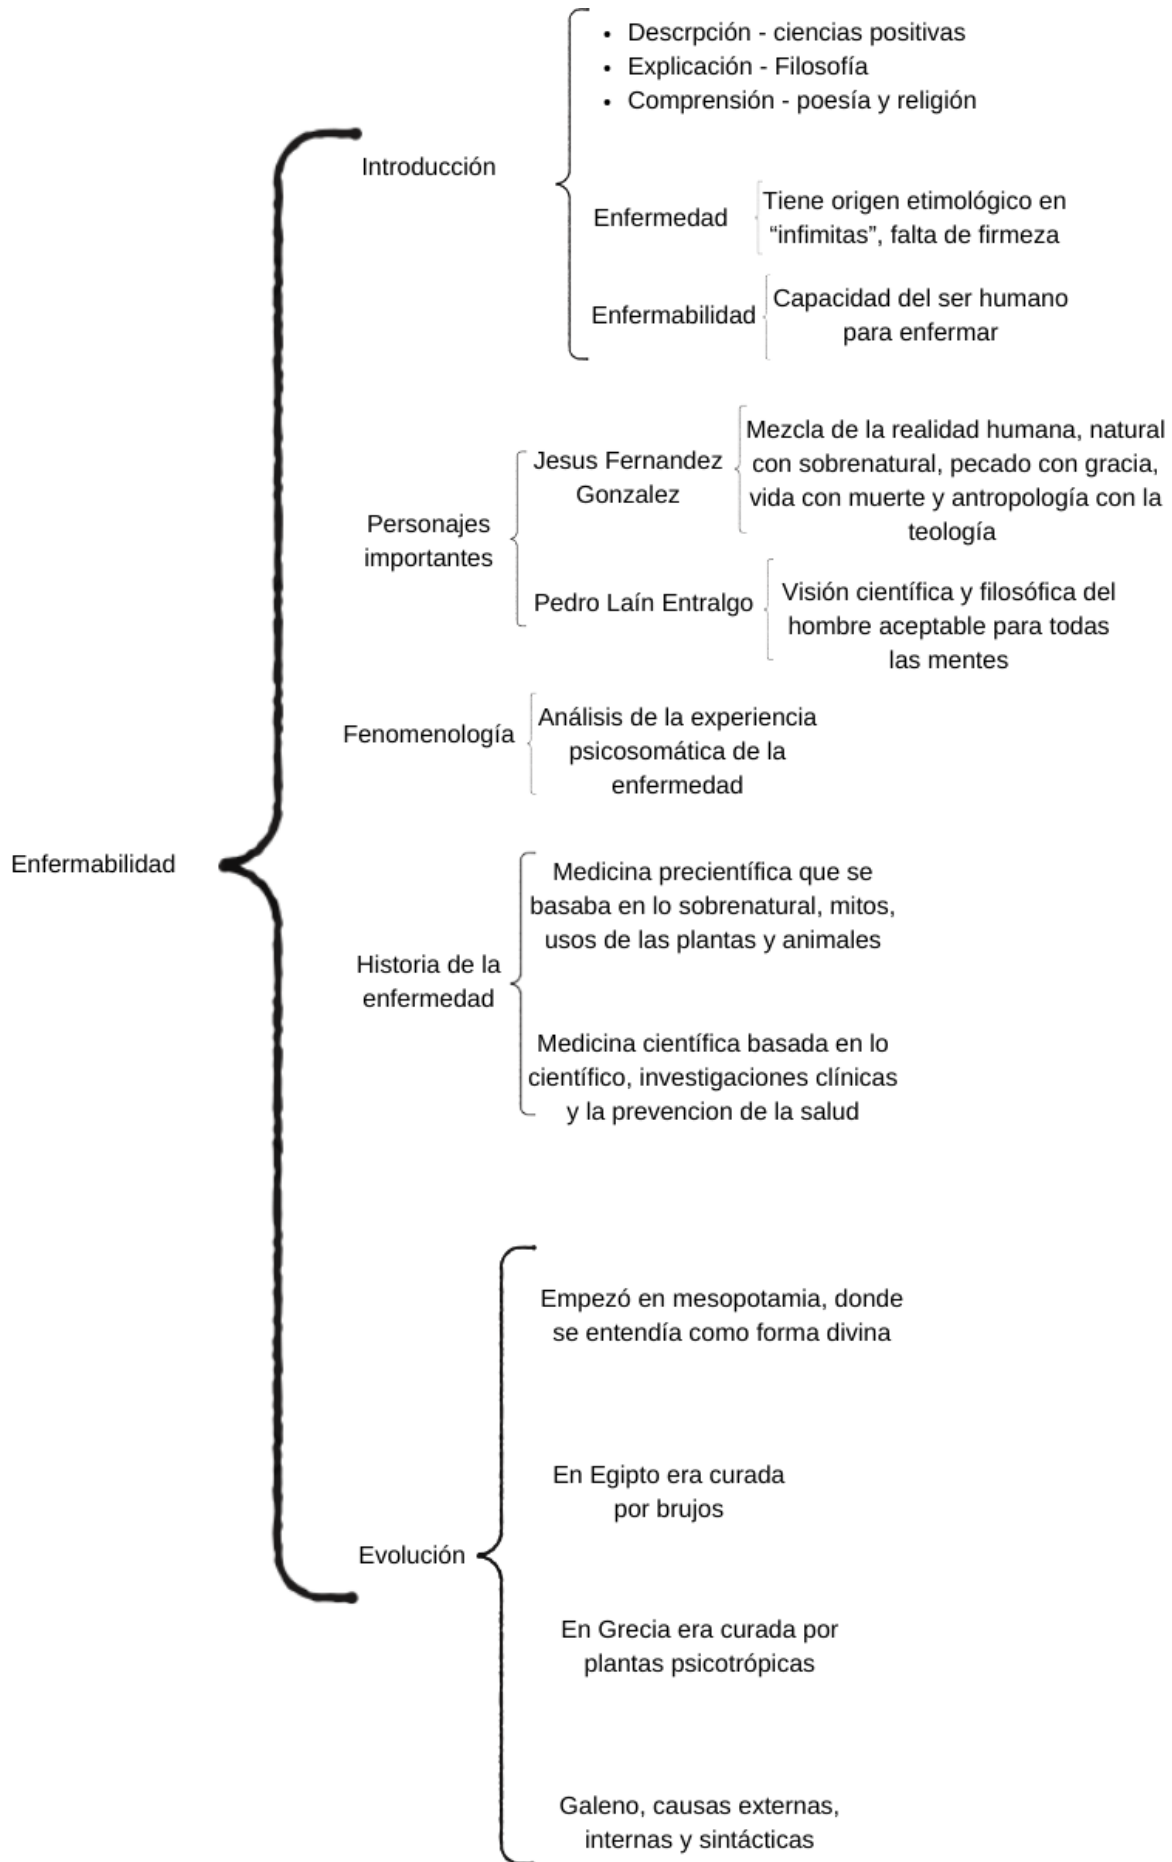 • Descrpción - ciencias positivas
• Explicación - Filosofía
• Comprensión - poesía y religión
Introducción
Enfermedad
Tiene origen etimológico en
“infimitas”, falta de firmeza
Enfermabilidad
Capacidad del ser humano
para enfermar
Personajes
importantes
Jesus Fernandez
Gonzalez
Mezcla de la realidad humana, natural
con sobrenatural, pecado con gracia,
vida con muerte y antropología con la
teología
Pedro Laín Entralgo
Visión científica y filosófica del
hombre aceptable para todas
las mentes
Fenomenología
Análisis de la experiencia
psicosomática de la
enfermedad
Enfermabilidad
Historia de la
enfermedad
Medicina precientífica que se
basaba en lo sobrenatural, mitos,
usos de las plantas y animales
Medicina científica basada en lo
científico, investigaciones clínicas
y la prevencion de la salud
Evolución
Empezó en mesopotamia, donde
se entendía como forma divina
En Egipto era curada
por brujos
En Grecia era curada por
plantas psicotrópicas
Galeno, causas externas,
internas y sintácticas